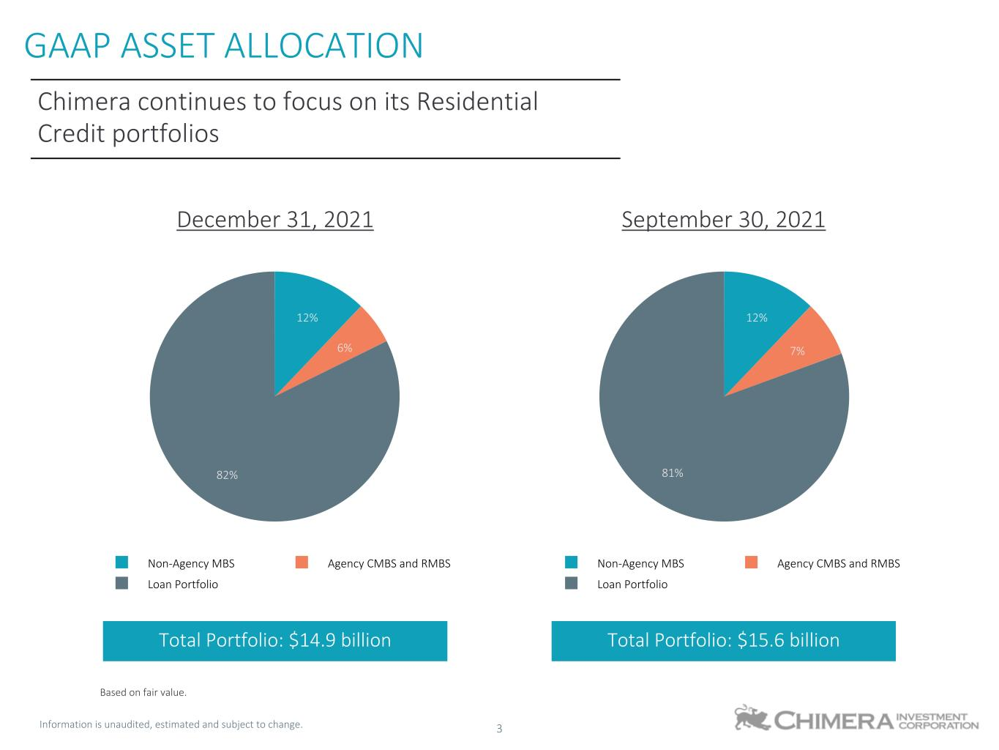 GAAP ASSET ALLOCATION
Chimera continues to focus on its Residential
Credit portfolios
December 31, 2021
12%
6%
82%
Non-Agency MBS
Agency CMBS and RMBS
Loan Portfolio
Total Portfolio: $14.9 billion
September 30, 2021
12%
7%
81%
Non-Agency MBS
Agency CMBS and RMBS
Loan Portfolio
Total Portfolio: $15.6 billion
Based on fair value.
Information is unaudited, estimated and subject to change.
3
CHIMERA INVESTMENT
CORPORATION